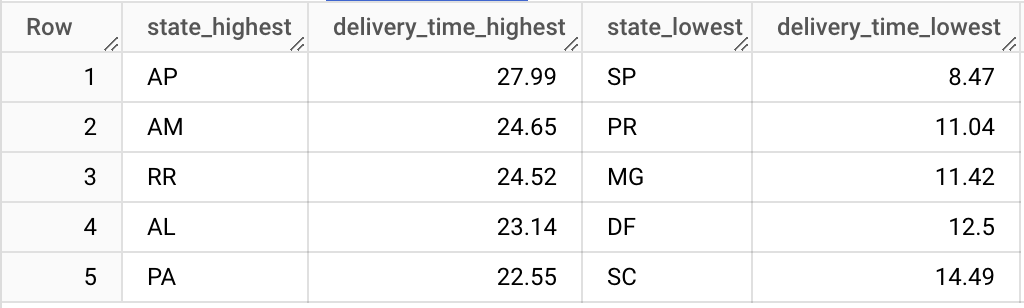 Row state_highest delivery_time_highest state_lowest delivery_time_lowest
1 AP 27.99 SP 8.47
2 AM 24.65 PR 11.04
3 RR 24.52 MG 11.42
4 AL 23.14 DF 12.5
5 PA 22.55 SC 14.49